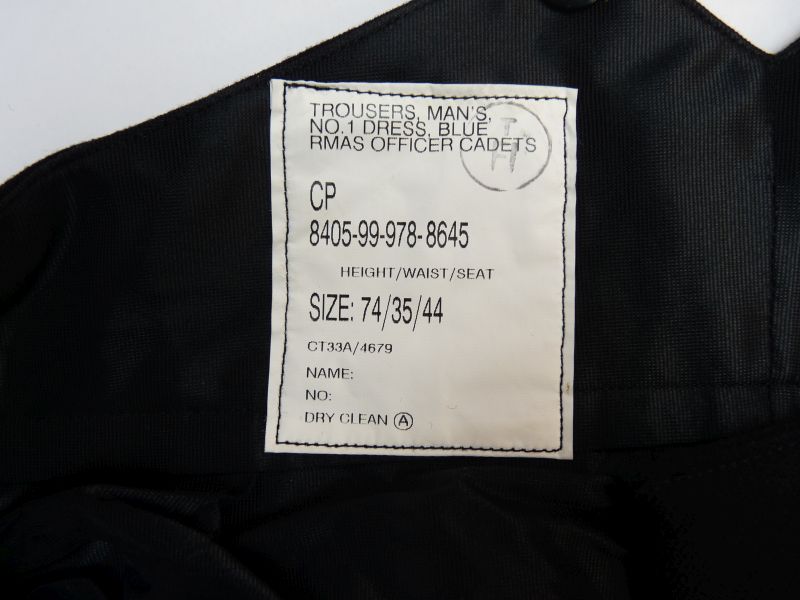 TROUSERS, MAN'S,
NO.1 DRESS, BLUE
RMAS OFFICER CADETS
CP
8405-99-978-8645
HEIGHT/WAIST/SEAT
SIZE: 74/35/44
CT33A/4679
NAME:
NO:
DRY CLEAN Ⓐ